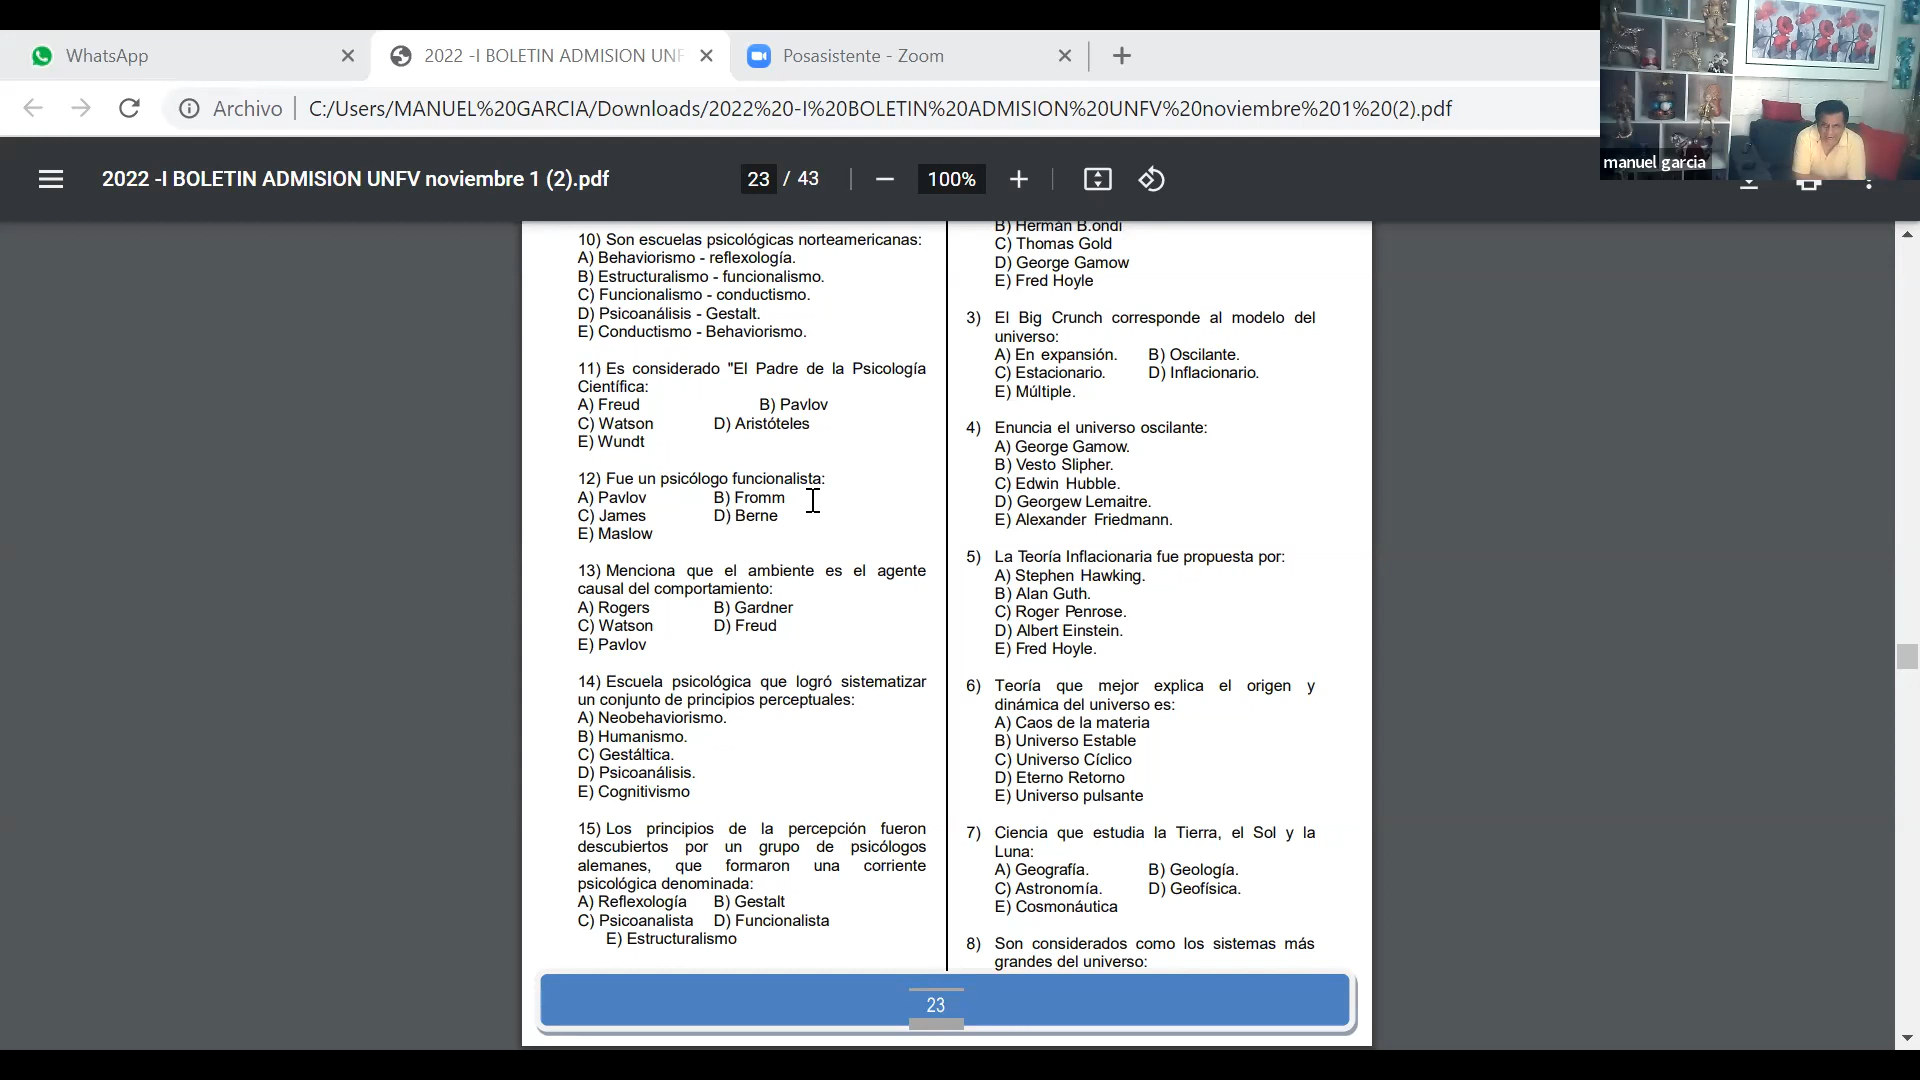 WhatsApp
2022 -I BOLETIN ADMISION UNF
Posasistente - Zoom
Archivo
C:/Users/MANUEL%20GARCIA/Downloads/2022%20-I%20BOLETIN%20ADMISION%20UNFV%20noviembre%201%20(2).pdf
manuel garcia
2022 -I BOLETIN ADMISION UNFV noviembre 1 (2).pdf
23 / 43
100%
10) Son escuelas psicológicas norteamericanas:
A) Behaviorismo - reflexología.
B) Estructuralismo - funcionalismo.
C) Funcionalismo - conductismo.
D) Psicoanálisis - Gestalt.
E) Conductismo - Behaviorismo.
11) Es considerado "El Padre de la Psicología
Científica:
A) Freud B) Pavlov
C) Watson D) Aristóteles
E) Wundt
12) Fue un psicólogo funcionalista:
A) Pavlov B) Fromm
C) James D) Berne
E) Maslow
13) Menciona que el ambiente es el agente
causal del comportamiento:
A) Rogers B) Gardner
C) Watson D) Freud
E) Pavlov
14) Escuela psicológica que logró sistematizar
un conjunto de principios perceptuales:
A) Neobehaviorismo.
B) Humanismo.
C) Gestáltica.
D) Psicoanálisis.
E) Cognitivismo
15) Los principios de la percepción fueron
descubiertos por un grupo de psicólogos
alemanes, que formaron una corriente
psicológica denominada:
A) Reflexología B) Gestalt
C) Psicoanalista D) Funcionalista
E) Estructuralismo
B) Herman B.ondi
C) Thomas Gold
D) George Gamow
E) Fred Hoyle
3) El Big Crunch corresponde al modelo del
universo:
A) En expansión. B) Oscilante.
C) Estacionario. D) Inflacionario.
E) Múltiple.
4) Enuncia el universo oscilante:
A) George Gamow.
B) Vesto Slipher.
C) Edwin Hubble.
D) Georgew Lemaitre.
E) Alexander Friedmann.
5) La Teoría Inflacionaria fue propuesta por:
A) Stephen Hawking.
B) Alan Guth.
C) Roger Penrose.
D) Albert Einstein.
E) Fred Hoyle.
6) Teoría que mejor explica el origen y
dinámica del universo es:
A) Caos de la materia
B) Universo Estable
C) Universo Cíclico
D) Eterno Retorno
E) Universo pulsante
7) Ciencia que estudia la Tierra, el Sol y la
Luna:
A) Geografía. B) Geología.
C) Astronomía. D) Geofísica.
E) Cosmonáutica
8) Son considerados como los sistemas más
grandes del universo:
23